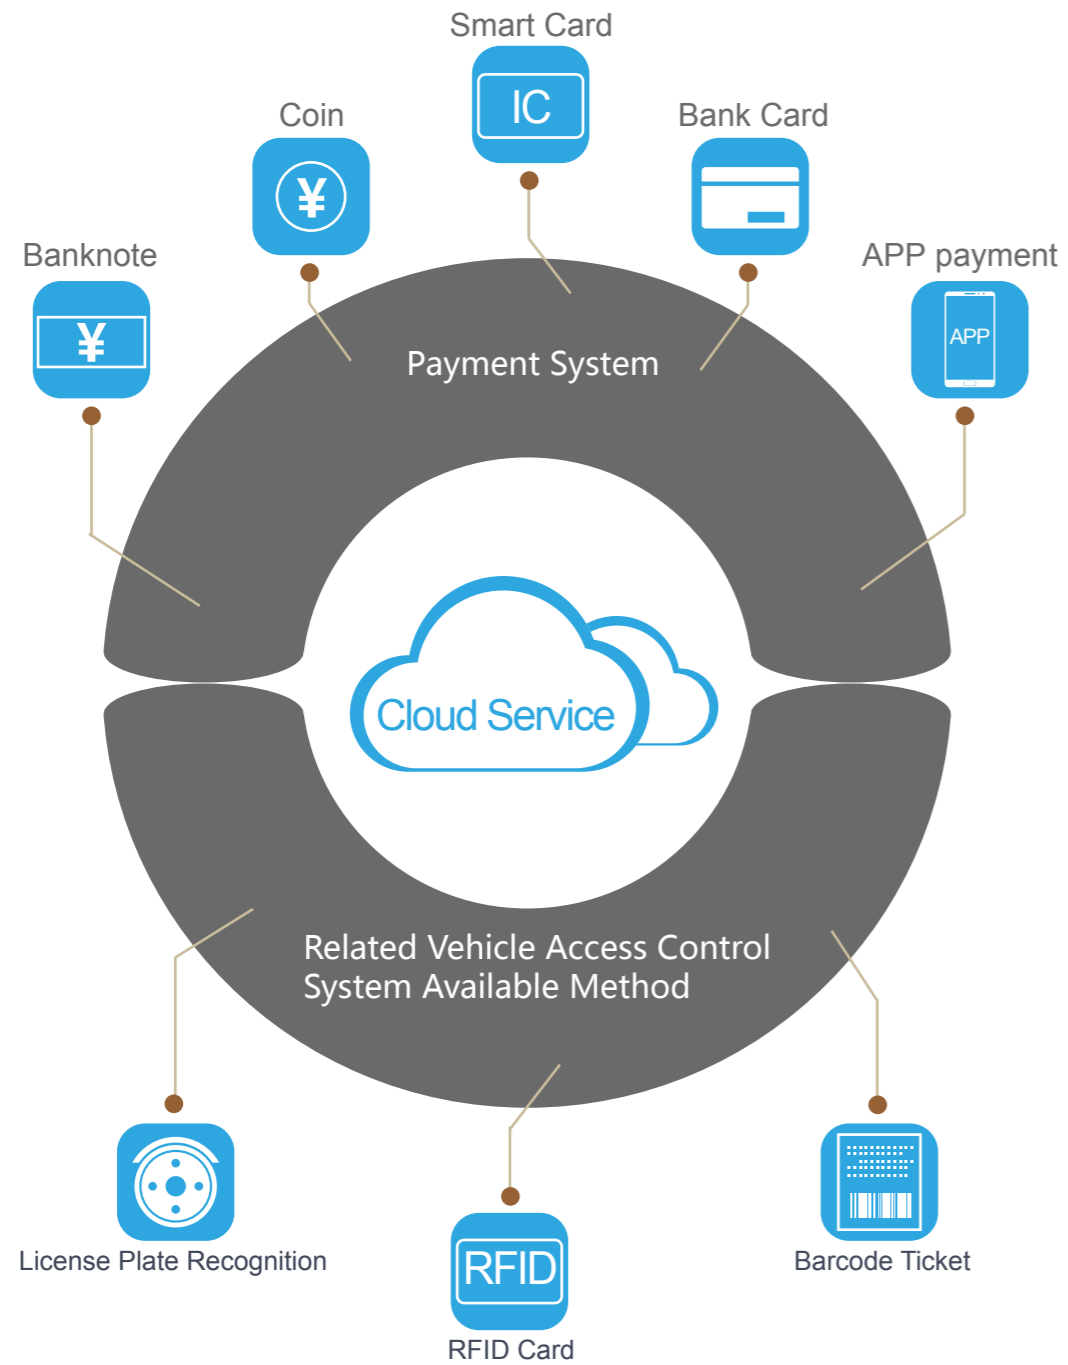 Smart Card
IC
Coin
¥
Bank Card
Banknote
¥
APP payment
APP
Payment System
Cloud Service
Related Vehicle Access Control
System Available Method
License Plate Recognition
RFID
RFID Card
Barcode Ticket